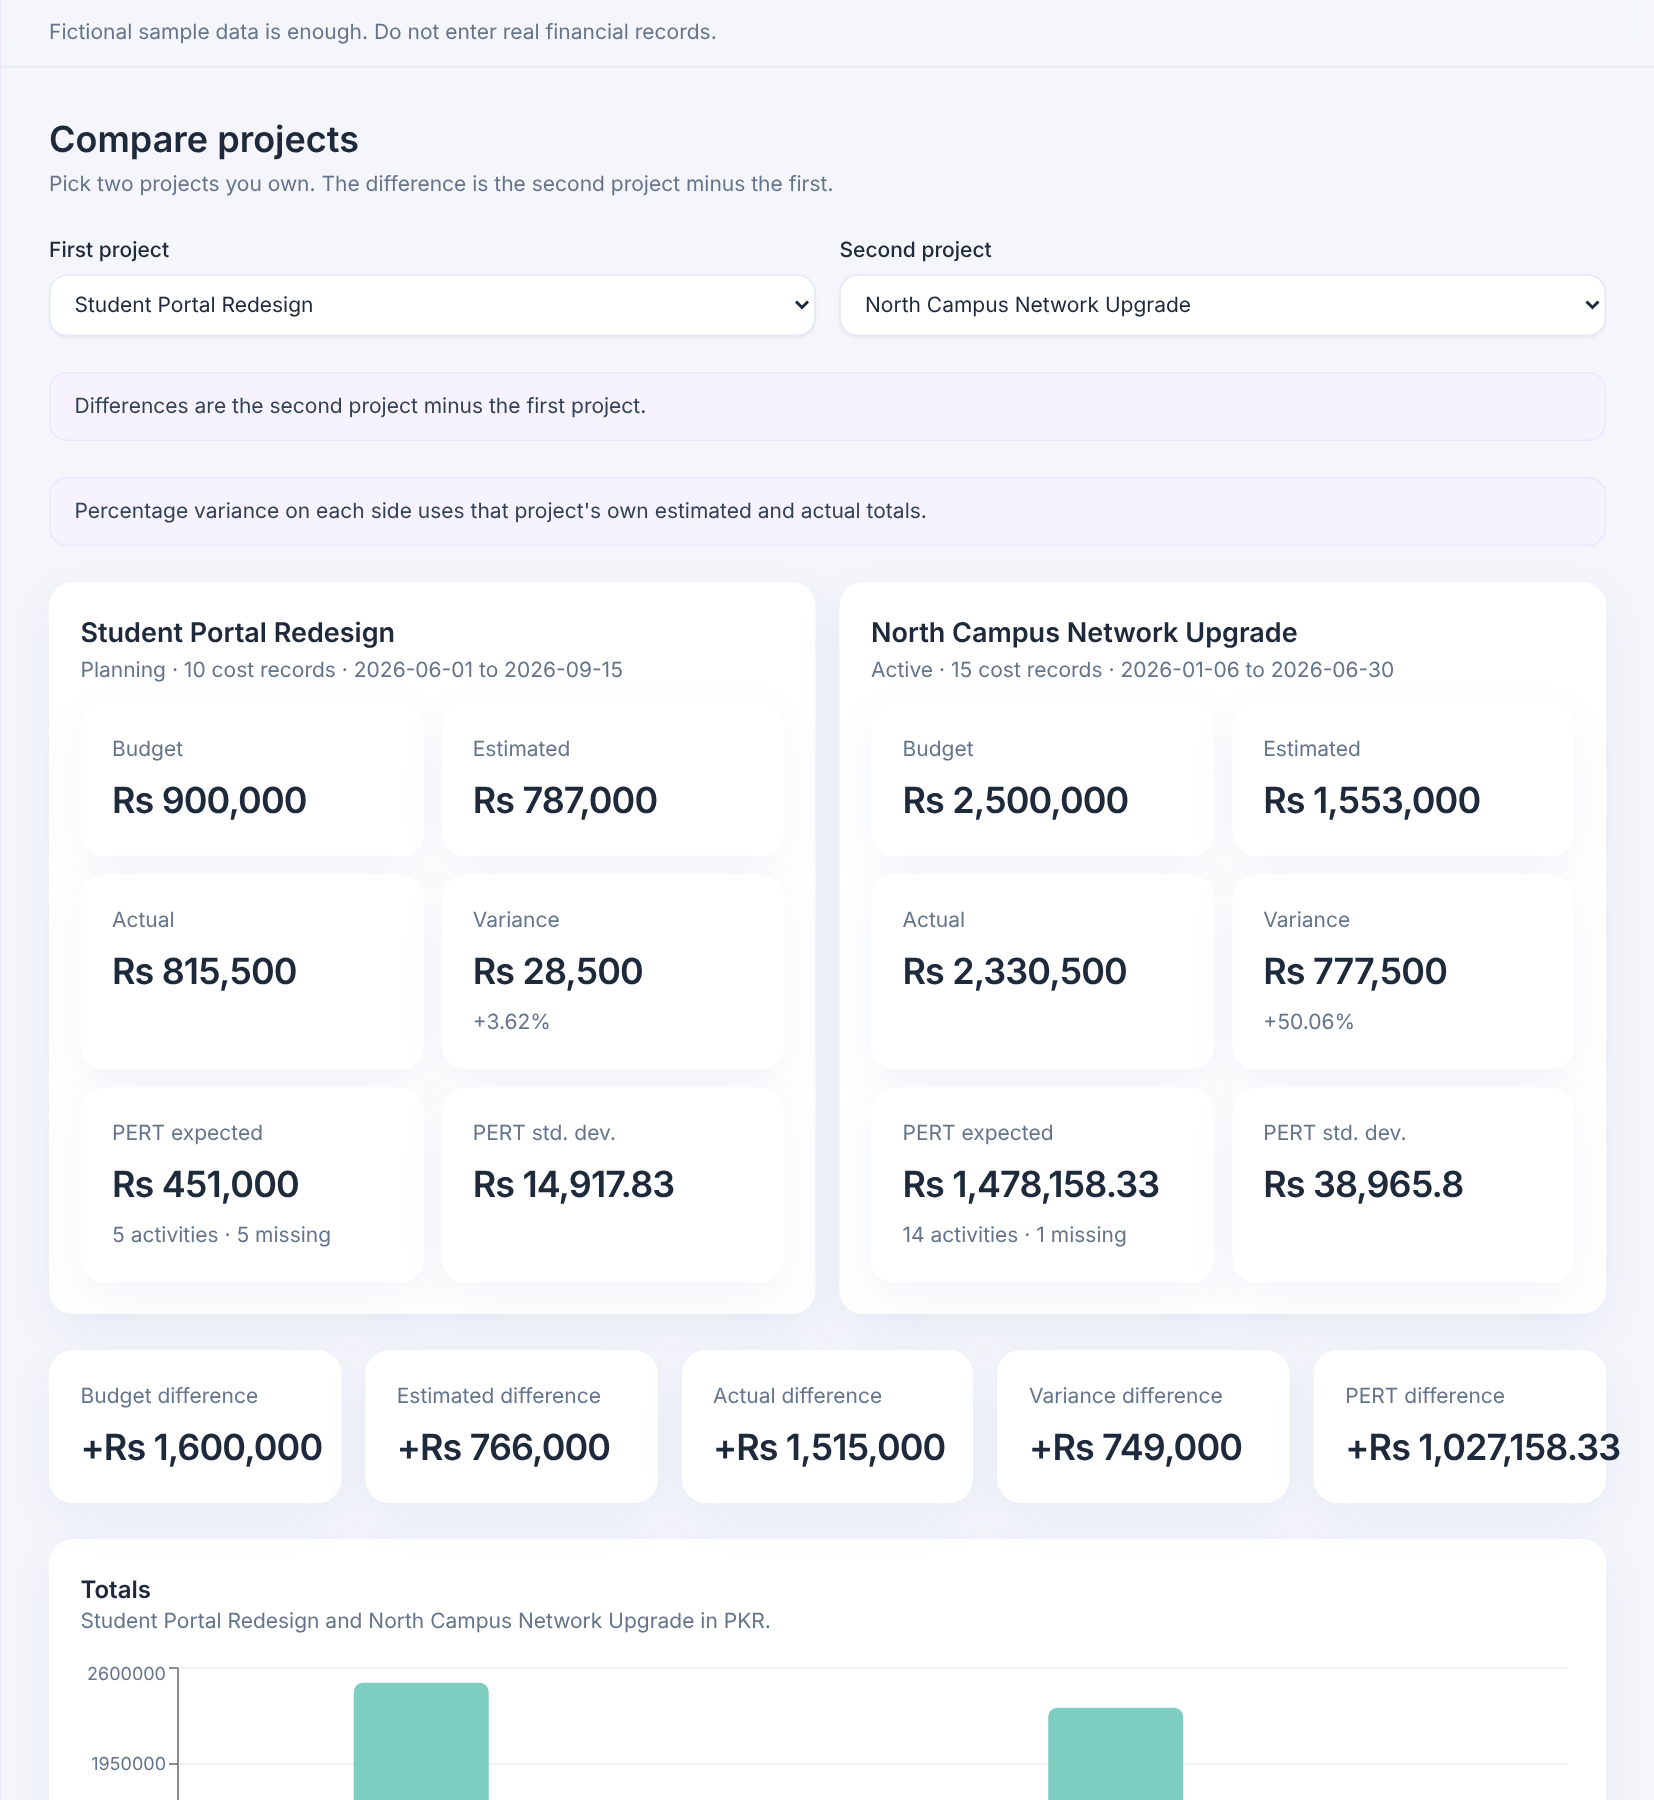 Fictional sample data is enough. Do not enter real financial records.
Compare projects
Pick two projects you own. The difference is the second project minus the first.
First project
Student Portal Redesign
Second project
North Campus Network Upgrade
Differences are the second project minus the first project.
Percentage variance on each side uses that project's own estimated and actual totals.
Student Portal Redesign
Planning · 10 cost records · 2026-06-01 to 2026-09-15
Budget
Rs 900,000
Estimated
Rs 787,000
Actual
Rs 815,500
Variance
Rs 28,500
+3.62%
PERT expected
Rs 451,000
5 activities · 5 missing
PERT std. dev.
Rs 14,917.83
North Campus Network Upgrade
Active · 15 cost records · 2026-01-06 to 2026-06-30
Budget
Rs 2,500,000
Estimated
Rs 1,553,000
Actual
Rs 2,330,500
Variance
Rs 777,500
+50.06%
PERT expected
Rs 1,478,158.33
14 activities · 1 missing
PERT std. dev.
Rs 38,965.8
Budget difference
+Rs 1,600,000
Estimated difference
+Rs 766,000
Actual difference
+Rs 1,515,000
Variance difference
+Rs 749,000
PERT difference
+Rs 1,027,158.33
Totals
Student Portal Redesign and North Campus Network Upgrade in PKR.
2600000
1950000